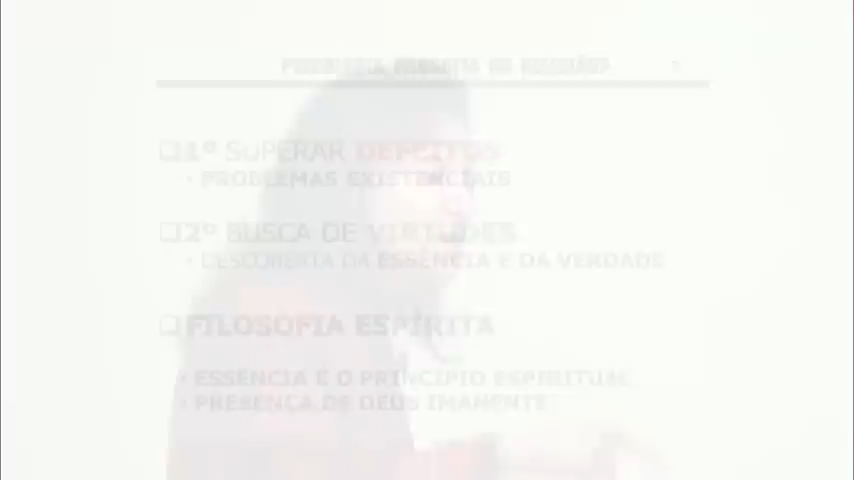 ❑1º SUPERAR DEFEITOS
• PROBLEMAS EXISTENCIAIS
❑2º BUSCA DE VIRTUDES
• DESCOBERTA DA ESSÊNCIA E DA VERDADE
❑FILOSOFIA ESPÍRITA
• ESSÊNCIA É O PRINCÍPIO ESPIRITUAL
• PRESENÇA DE DEUS IMANENTE